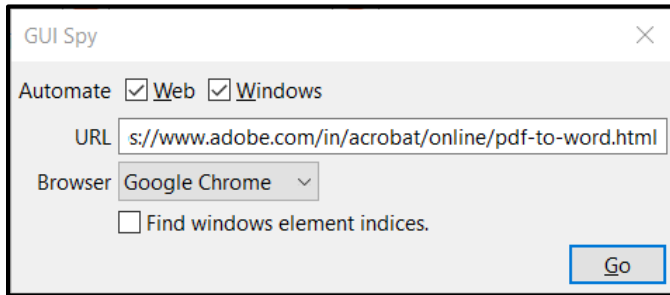 GUI Spy
Automate Web Windows
URL s://www.adobe.com/in/acrobat/online/pdf-to-word.html
Browser Google Chrome
Find windows element indices.
Go